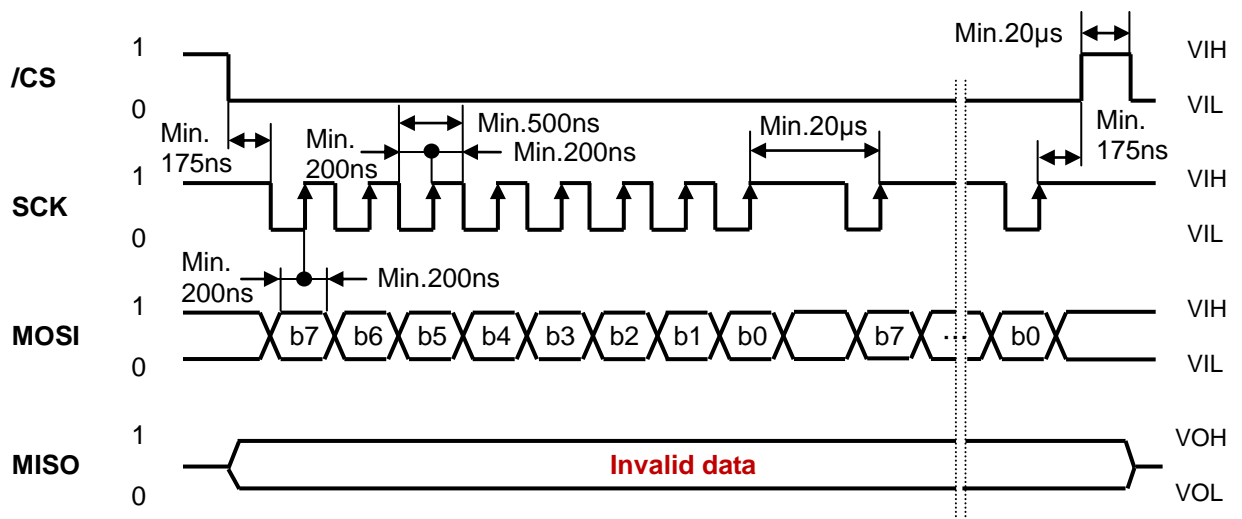 Min.20µs
1
VIH
/CS
0
VIL
Min.
175ns
Min.
200ns
Min.500ns
Min.200ns
Min.20µs
Min.
175ns
1
VIH
SCK
0
VIL
Min.
200ns
Min.200ns
1
VIH
MOSI
b7 b6 b5 b4 b3 b2 b1 b0 b7 ... b0
0
VIL
1
VOH
MISO
Invalid data
0
VOL